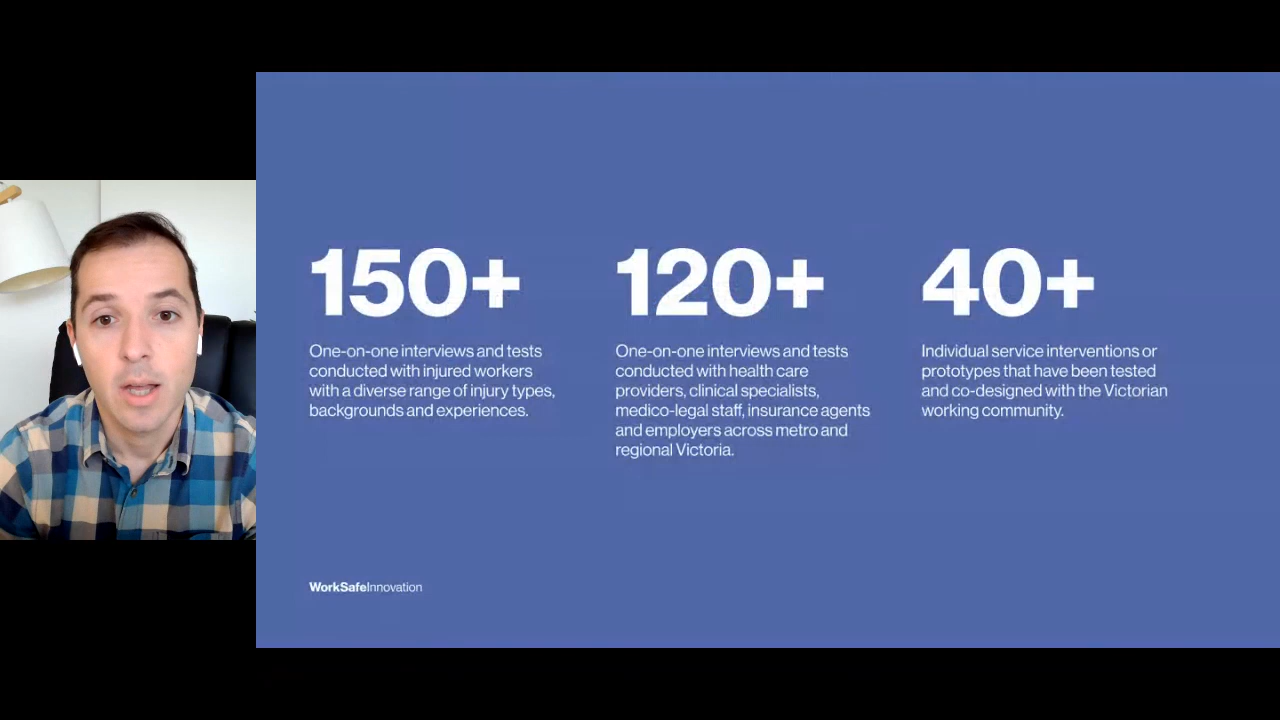 150+
One-on-one interviews and tests
conducted with injured workers
with a diverse range of injury types,
backgrounds and experiences.
120+
One-on-one interviews and tests
conducted with health care
providers, clinical specialists,
medico-legal staff, insurance agents
and employers across metro and
regional Victoria.
40+
Individual service interventions or
prototypes that have been tested
and co-designed with the Victorian
working community.
WorkSafeInnovation